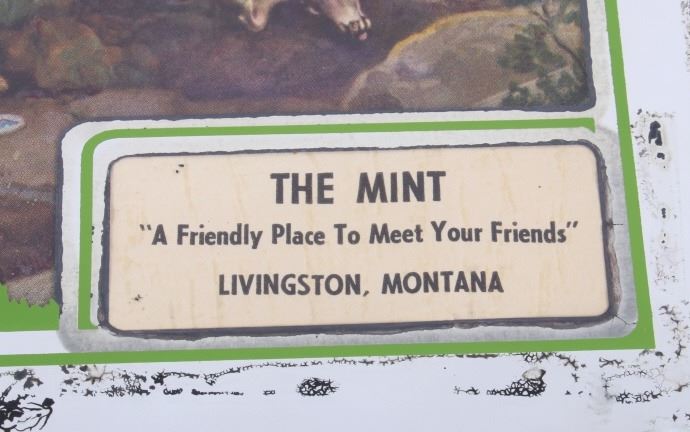 THE MINT
"A Friendly Place To Meet Your Friends"
LIVINGSTON, MONTANA